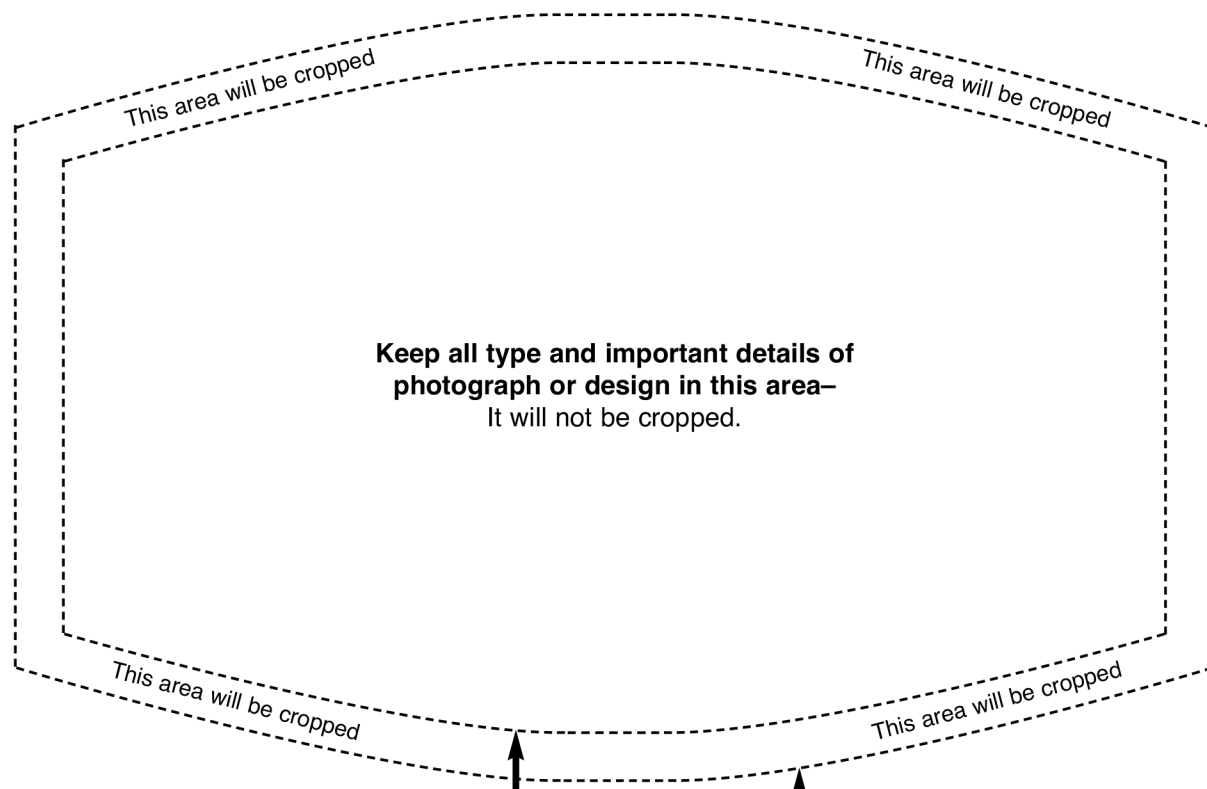 This area will be cropped
This area will be cropped
Keep all type and important details of
photograph or design in this area–
It will not be cropped.
This area will be cropped
This area will be cropped